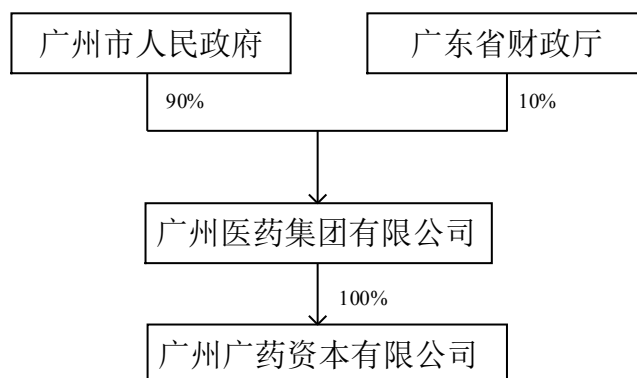 广州市人民政府
广东省财政厅
90%
10%
广州医药集团有限公司
100%
广州广药资本有限公司